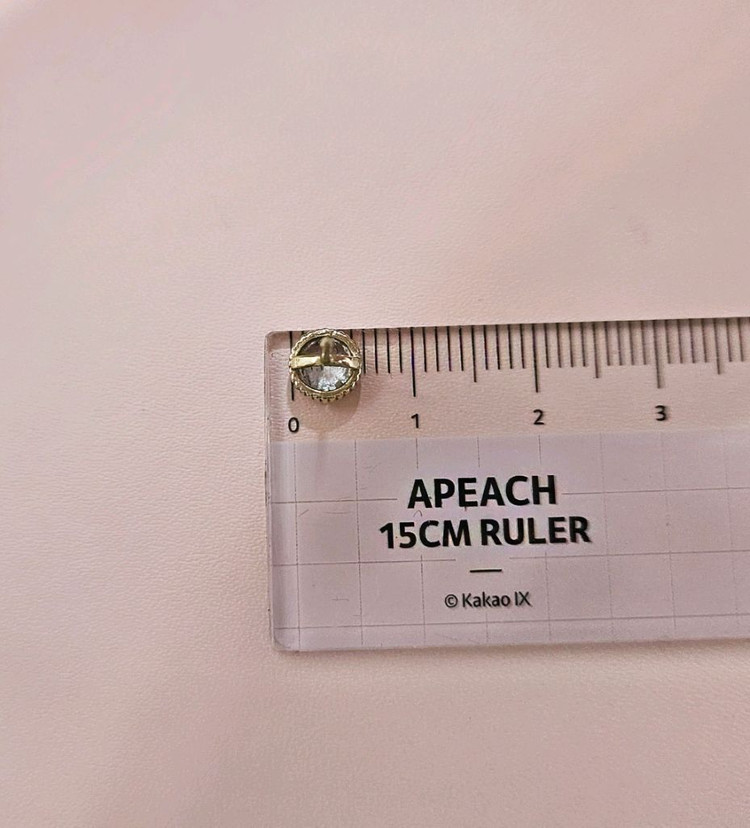 0 1 2 3
APEACH
15CM RULER
© Kakao IX